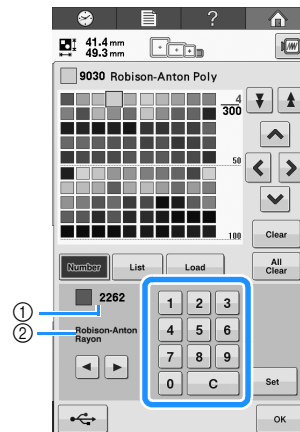 ?
41.4 mm
49.3 mm
9030 Robison-Anton Poly
4
300
50
100
Clear
Number
List
Load
All
Clear
① 2262
② Robison-Anton
Rayon
1 2 3
4 5 6
7 8 9
0 C
Set
OK